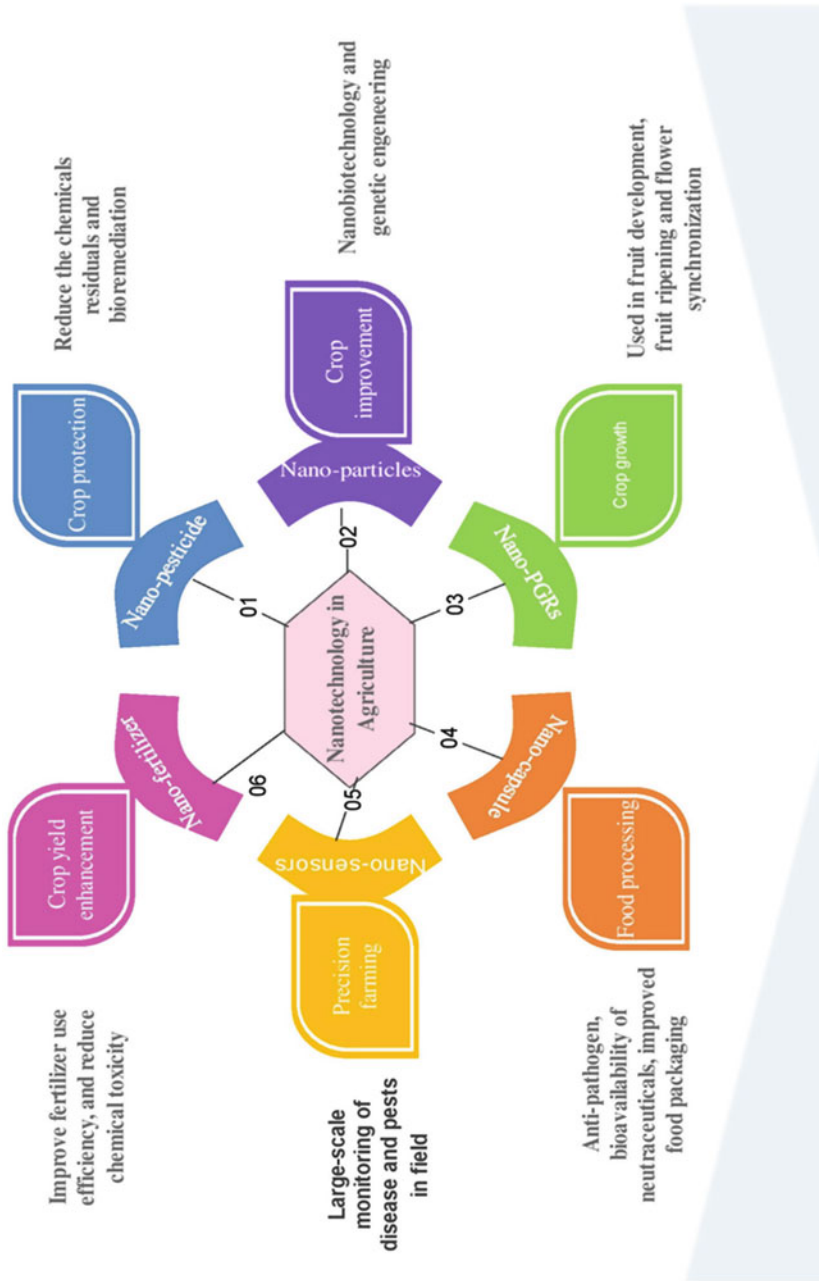 Nanotechnology in
Agriculture
01
Nano-pesticide
Crop protection
Reduce the chemicals
residuals and
bioremediation
02
Nano-particles
Crop
improvement
Nanobiotechnology and
genetic engeneering
03
Nano-PGRs
Crop growth
Used in fruit development,
fruit ripening and flower
synchronization
04
Nano-capsule
Food processing
Anti-pathogen,
bioavailability of
neutraceuticals, improved
food packaging
05
Nano-sensors
Precision
farming
Large-scale
monitoring of
disease and pests
in field
06
Nano-fertilizer
Crop yield
enhancement
Improve fertilizer use
efficiency, and reduce
chemical toxicity